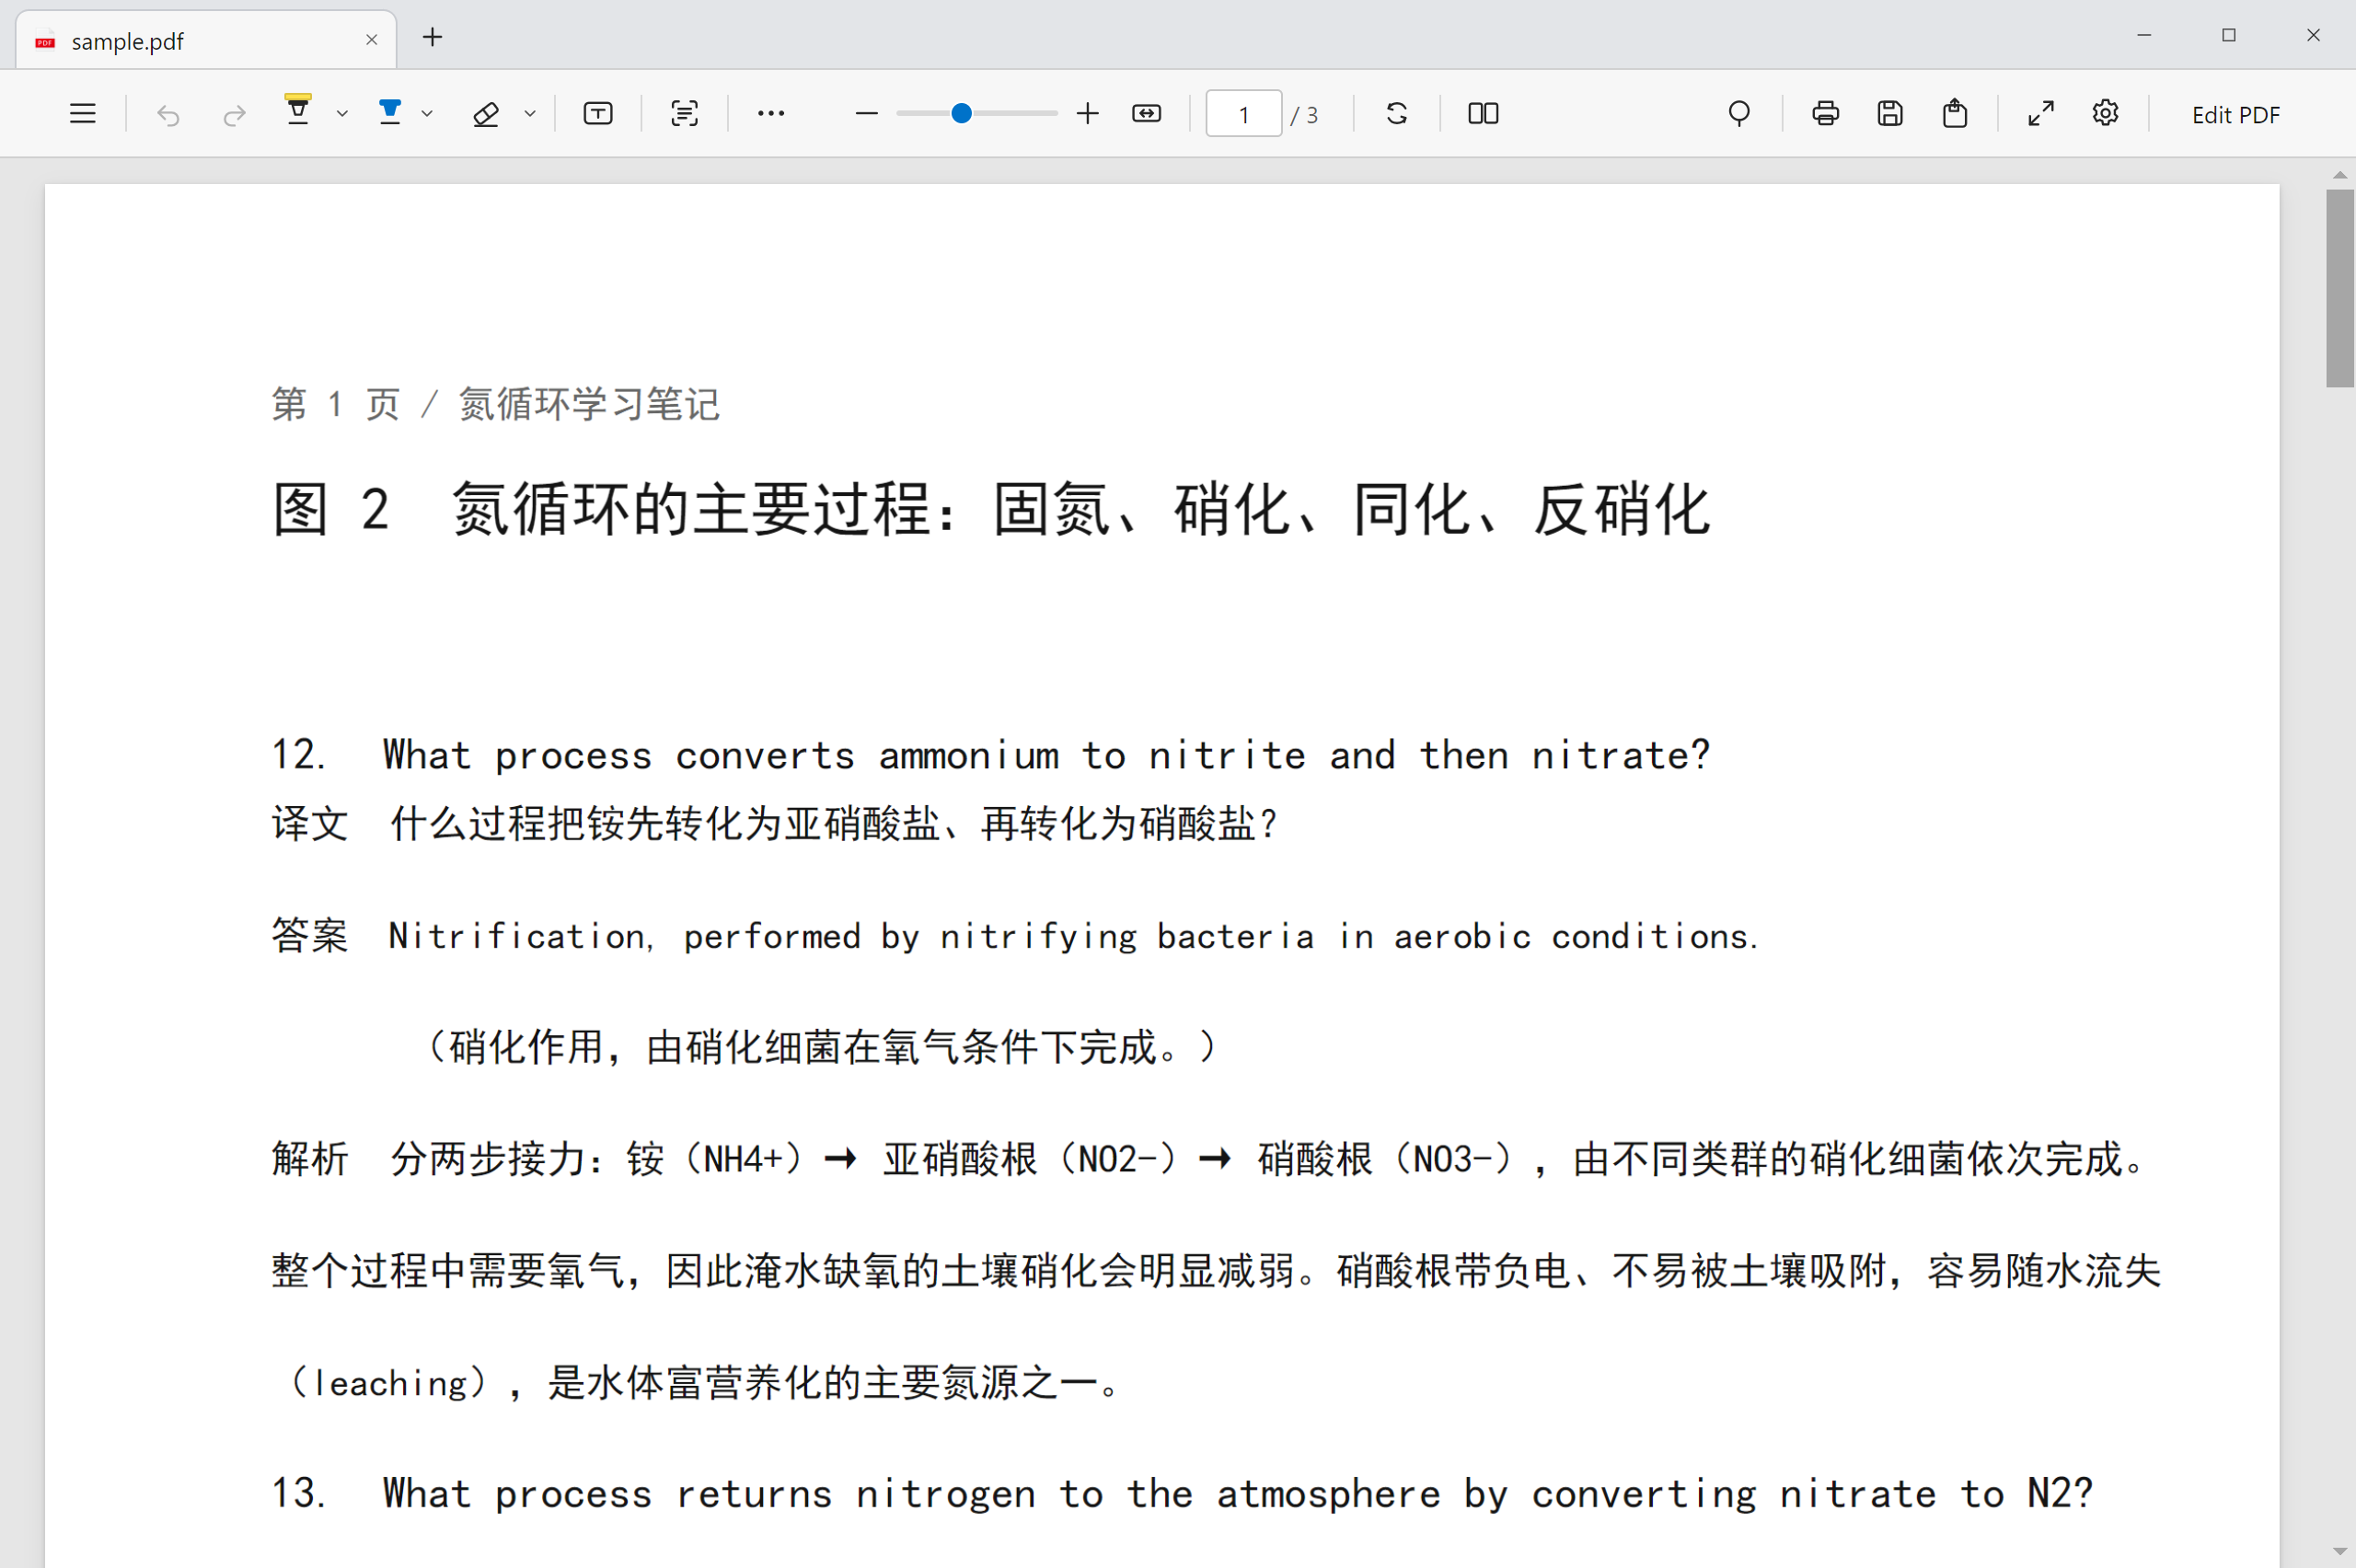 sample.pdf
1 / 3
Edit PDF
第 1 页 / 氮循环学习笔记
图 2 氮循环的主要过程：固氮、硝化、同化、反硝化
12. What process converts ammonium to nitrite and then nitrate?
译文 什么过程把铵先转化为亚硝酸盐、再转化为硝酸盐？
答案 Nitrification, performed by nitrifying bacteria in aerobic conditions.
（硝化作用，由硝化细菌在氧气条件下完成。）
解析 分两步接力：铵（NH4+）→ 亚硝酸根（NO2-）→ 硝酸根（NO3-），由不同类群的硝化细菌依次完成。
整个过程中需要氧气，因此淹水缺氧的土壤硝化会明显减弱。硝酸根带负电、不易被土壤吸附，容易随水流失
（leaching），是水体富营养化的主要氮源之一。
13. What process returns nitrogen to the atmosphere by converting nitrate to N2?